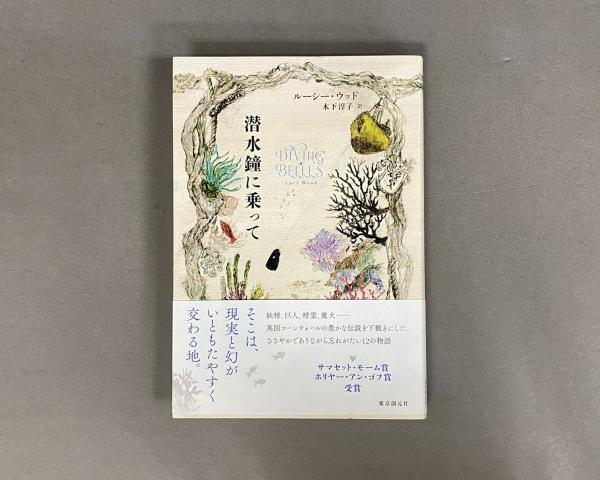 ルーシー・ウッド
木下淳子 訳
潜水鐘に乗って
DIVING
BELLES
Lucy Wood
そこは、
現実と幻が
いともたやすく
交わる地。
妖精、巨人、精霊、魔犬……
英国コーンウォールの豊かな伝説を下敷きにした、
ささやかでありながら忘れがたい12の物語
サマセット・モーム賞
ホリヤー・アン・ゴフ賞
受賞
東京創元社